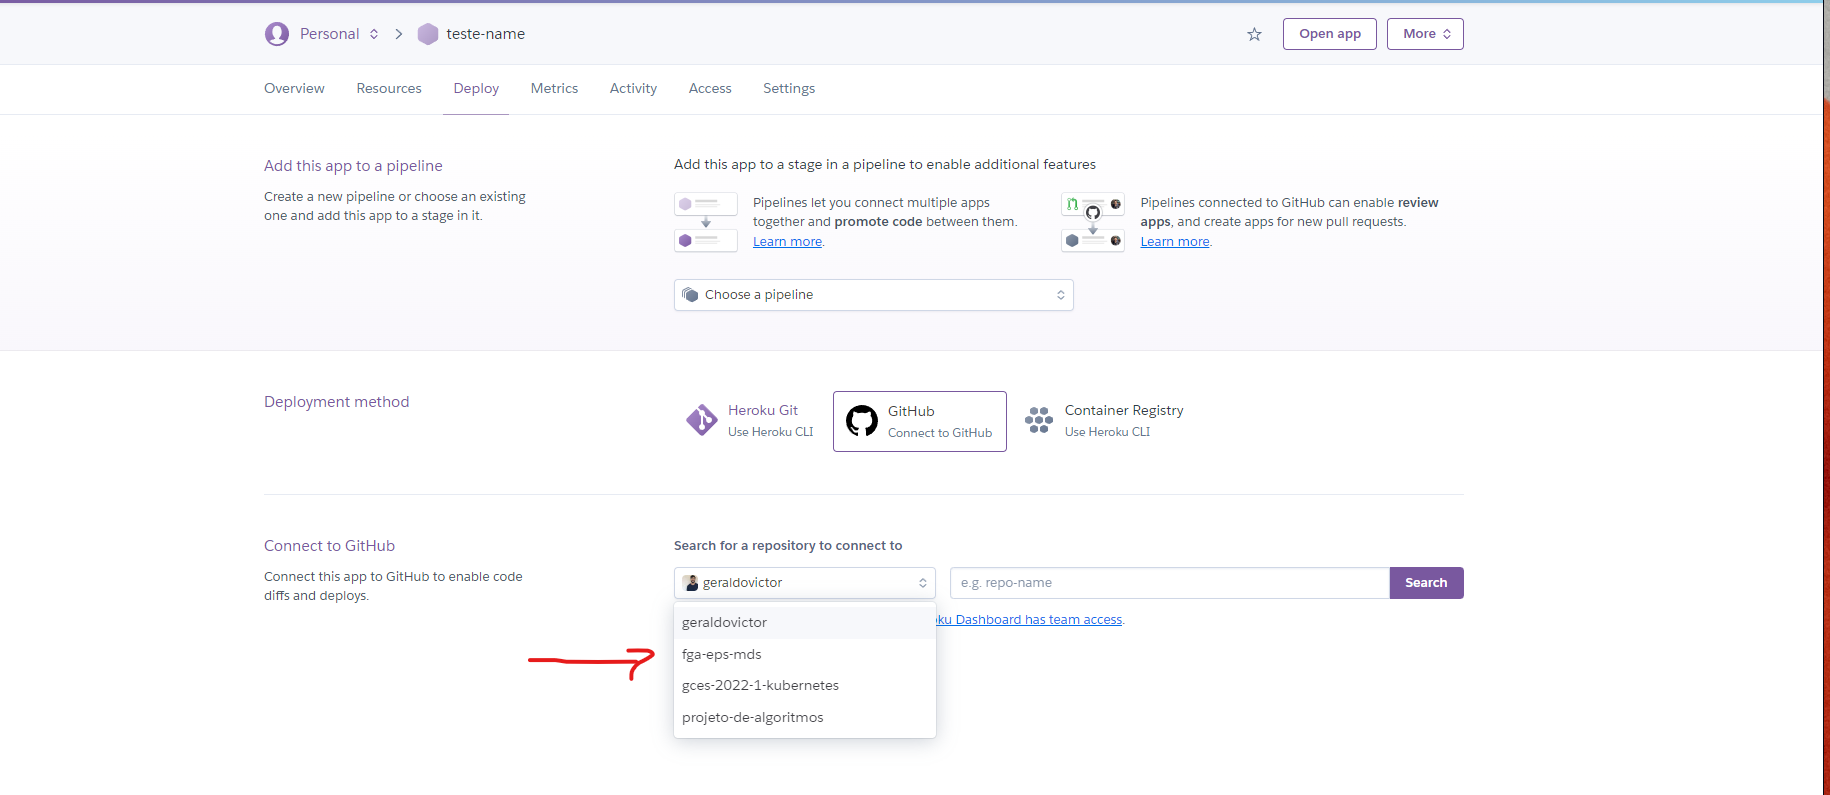 Personal
teste-name
Open app
More
Overview
Resources
Deploy
Metrics
Activity
Access
Settings
Add this app to a pipeline
Create a new pipeline or choose an existing
one and add this app to a stage in it.
Add this app to a stage in a pipeline to enable additional features
Pipelines let you connect multiple apps
together and promote code between them.
Learn more.
Pipelines connected to GitHub can enable review
apps, and create apps for new pull requests.
Learn more.
Choose a pipeline
Deployment method
Heroku Git
Use Heroku CLI
GitHub
Connect to GitHub
Container Registry
Use Heroku CLI
Connect to GitHub
Connect this app to GitHub to enable code
diffs and deploys.
Search for a repository to connect to
geraldovictor
e.g. repo-name
Search
oku Dashboard has team access.
geraldovictor
fga-eps-mds
gces-2022-1-kubernetes
projeto-de-algoritmos